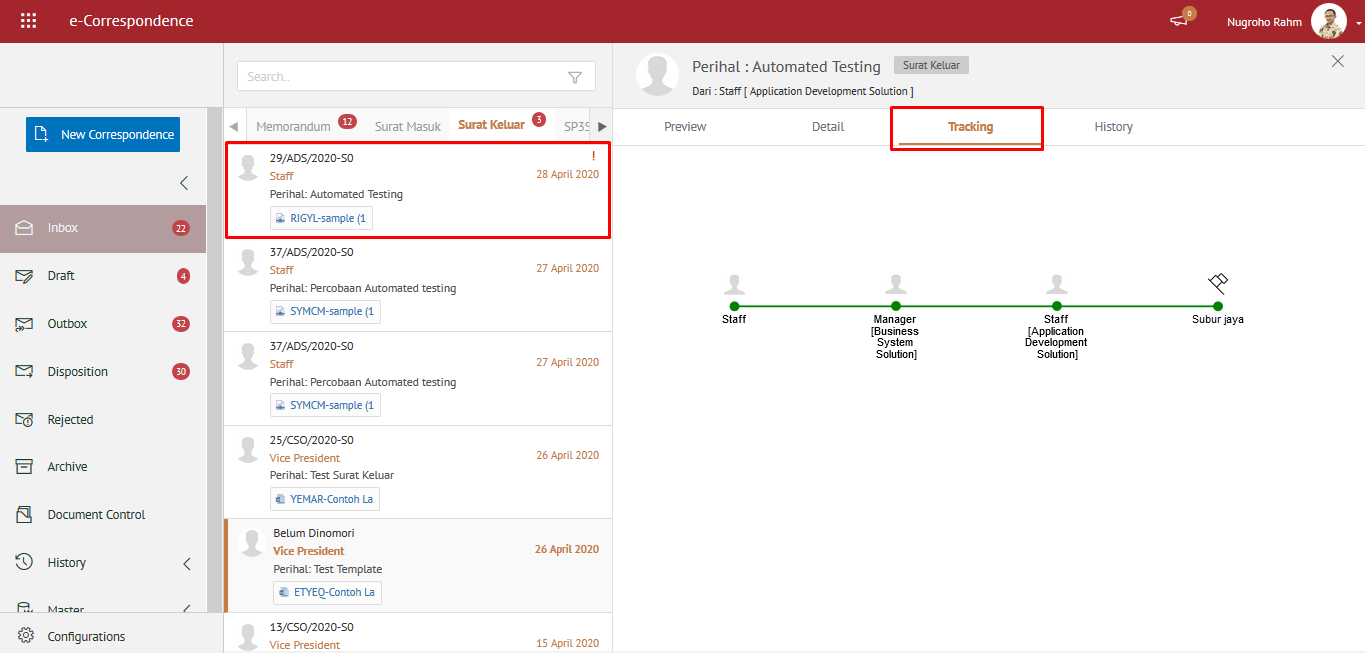 e-Correspondence
0
Nugroho Rahm
New Correspondence
Inbox
22
Draft
4
Outbox
32
Disposition
30
Rejected
Archive
Document Control
History
Master
Configurations
Search..
Memorandum
12
Surat Masuk
Surat Keluar
3
SP3S
29/ADS/2020-S0
!
Staff
28 April 2020
Perihal: Automated Testing
RIGYL-sample (1
37/ADS/2020-S0
Staff
27 April 2020
Perihal: Percobaan Automated testing
SYMCM-sample (1
37/ADS/2020-S0
Staff
27 April 2020
Perihal: Percobaan Automated testing
SYMCM-sample (1
25/CSO/2020-S0
Vice President
26 April 2020
Perihal: Test Surat Keluar
YEMAR-Contoh La
Belum Dinomori
Vice President
26 April 2020
Perihal: Test Template
ETYEQ-Contoh La
13/CSO/2020-S0
Vice President
15 April 2020
Perihal : Automated Testing
Surat Keluar
Dari : Staff [ Application Development Solution ]
Preview
Detail
Tracking
History
Staff
Manager
[Business
System
Solution]
Staff
[Application
Development
Solution]
Subur jaya